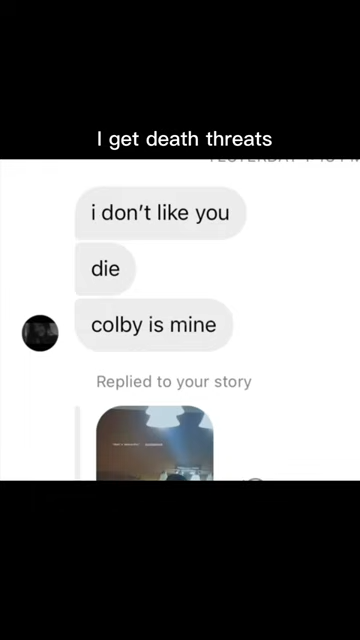 I get death threats
i don't like you
die
colby is mine
Replied to your story